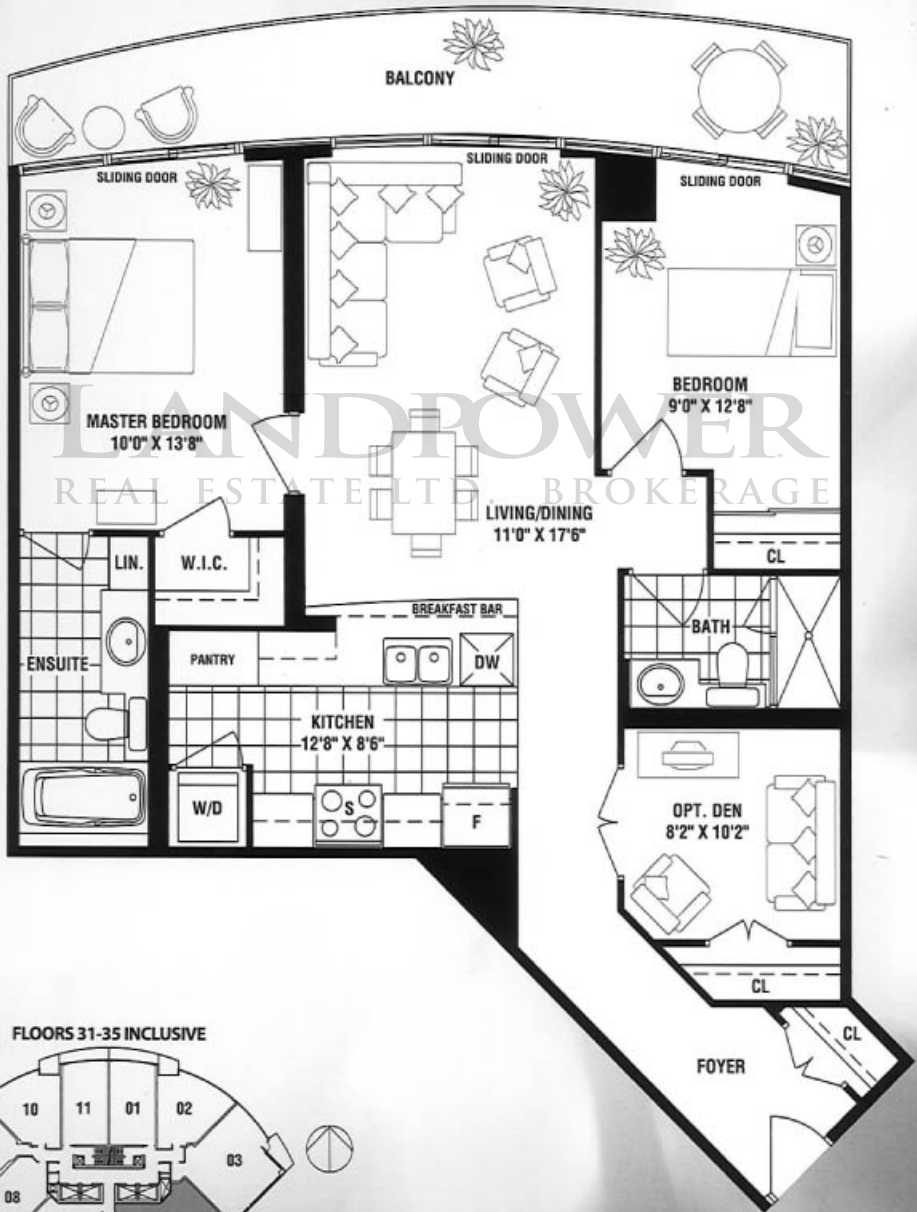 BALCONY
SLIDING DOOR
SLIDING DOOR
SLIDING DOOR
MASTER BEDROOM
10'0" X 13'8"
BEDROOM
9'0" X 12'8"
LANDPOWER
REAL ESTATE LTD. BROKERAGE
LIVING/DINING
11'0" X 17'6"
LIN.
W.I.C.
CL
BREAKFAST BAR
BATH
ENSUITE
PANTRY
DW
KITCHEN
12'8" X 8'6"
W/D
S
F
OPT. DEN
8'2" X 10'2"
CL
CL
FOYER
FLOORS 31-35 INCLUSIVE
10
11
01
02
03
08